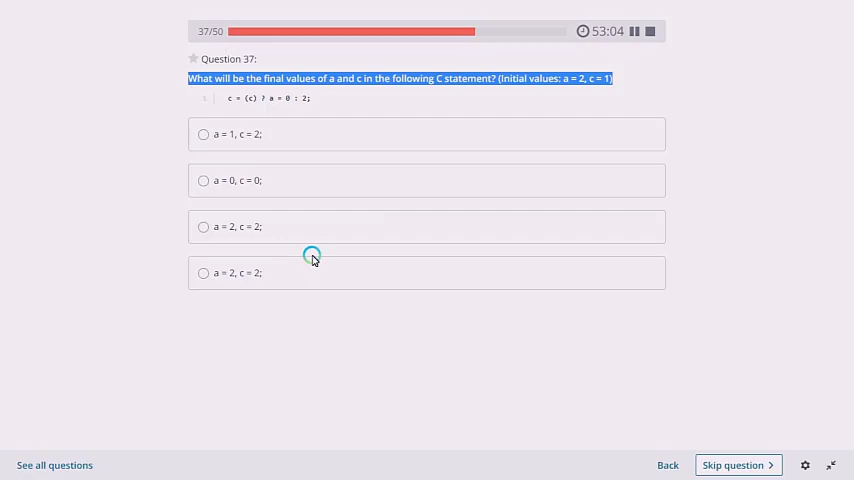 37/50
53:04
Question 37:
What will be the final values of a and c in the following C statement? (Initial values: a = 2, c = 1)
1 c = (c) ? a = 0 : 2;
a = 1, c = 2;
a = 0, c = 0;
a = 2, c = 2;
a = 2, c = 2;
See all questions
Back
Skip question